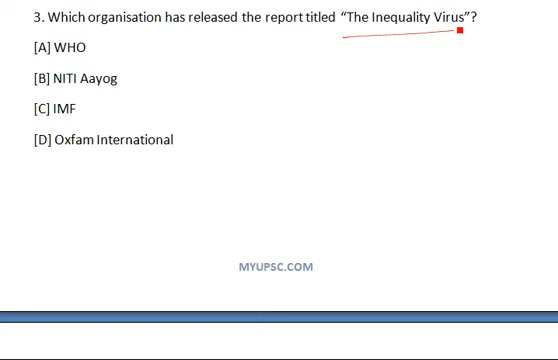 3. Which organisation has released the report titled “The Inequality Virus”?
[A] WHO
[B] NITI Aayog
[C] IMF
[D] Oxfam International
MYUPSC.COM